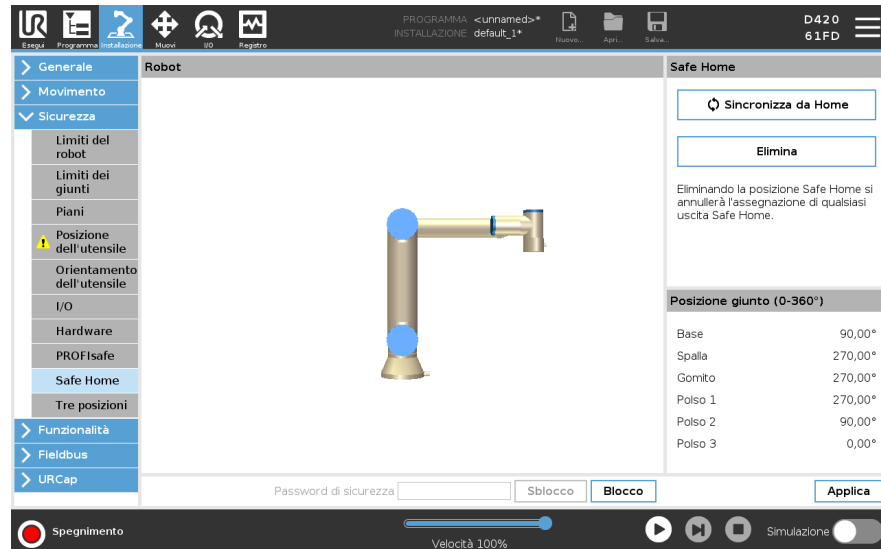 UR
PROGRAMMA <unnamed>*
INSTALLAZIONE default_1*
D420
61FD
Esegui Programma Installazione Muovi I/O Registro Nuovo... Apri... Salva...
Generale
Movimento
Sicurezza
Limiti del
robot
Limiti dei
giunti
Piani
Posizione
dell'utensile
Orientamento
dell'utensile
I/O
Hardware
PROFIsafe
Safe Home
Tre posizioni
Funzionalità
Fieldbus
URCap
Robot
Safe Home
Sincronizza da Home
Elimina
Eliminando la posizione Safe Home si
annullerà l'assegnazione di qualsiasi
uscita Safe Home.
Posizione giunto (0-360°)
Base 90,00°
Spalla 270,00°
Gomito 270,00°
Polso 1 270,00°
Polso 2 90,00°
Polso 3 0,00°
Password di sicurezza Sblocco Blocco Applica
Spegnimento
Velocità 100%
Simulazione